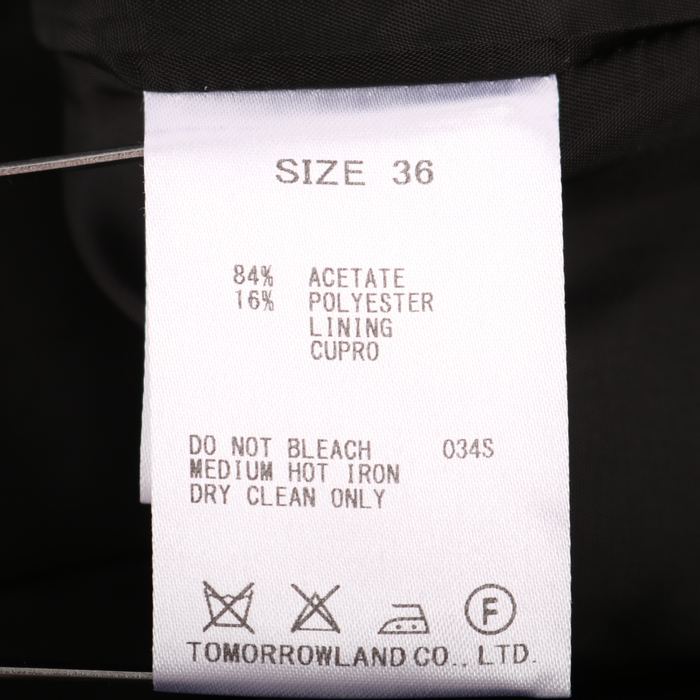 SIZE 36
84% ACETATE
16% POLYESTER
LINING
CUPRO
DO NOT BLEACH 034S
MEDIUM HOT IRON
DRY CLEAN ONLY
F
TOMORROWLAND CO., LTD.